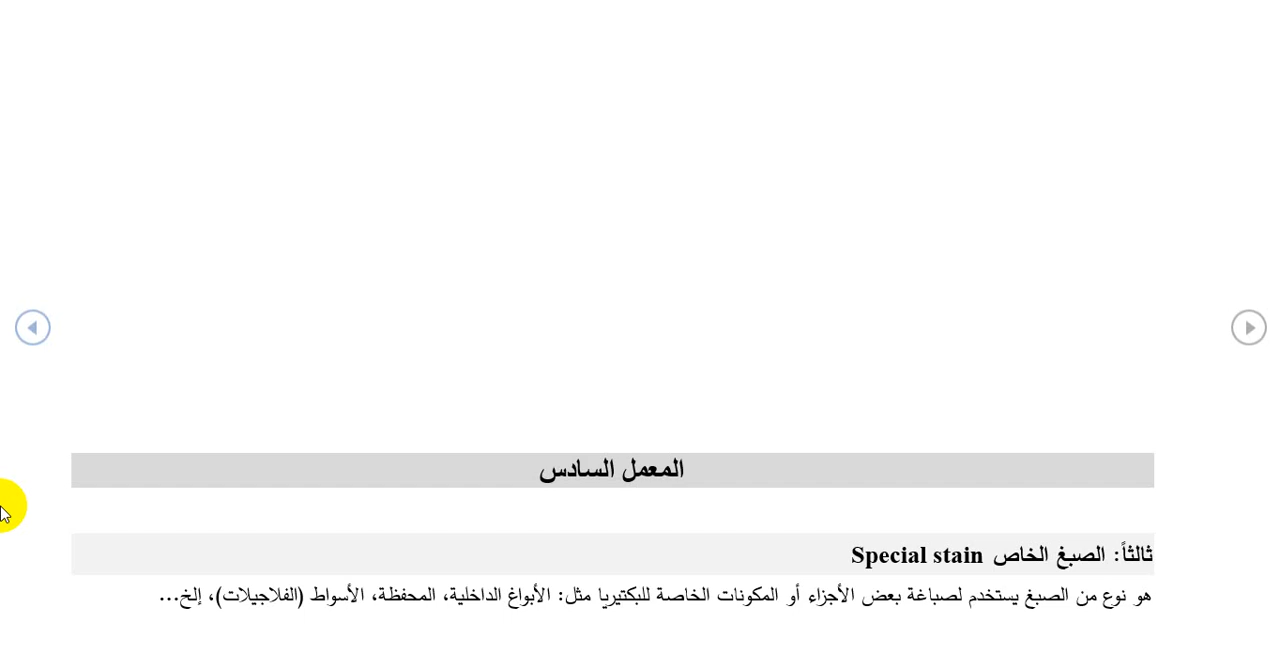 المعمل السادس
ثالثاً: الصبغ الخاص Special stain
هو نوع من الصبغ يستخدم لصباغة بعض الأجزاء أو المكونات الخاصة للبكتيريا مثل: الأبواغ الداخلية، المحفظة، الأسواط (الفلاجيلات)، إلخ...